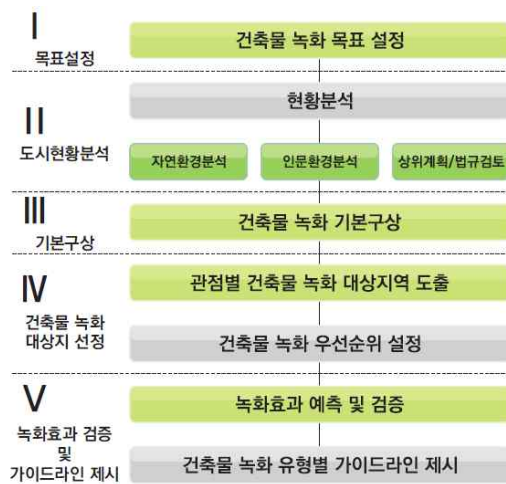 Ⅰ
목표설정
건축물 녹화 목표 설정
Ⅱ
도시현황분석
현황분석
자연환경분석
인문환경분석
상위계획/법규검토
Ⅲ
기본구상
건축물 녹화 기본구상
Ⅳ
건축물 녹화
대상지 선정
관점별 건축물 녹화 대상지역 도출
건축물 녹화 우선순위 설정
Ⅴ
녹화효과 검증
및
가이드라인 제시
녹화효과 예측 및 검증
건축물 녹화 유형별 가이드라인 제시